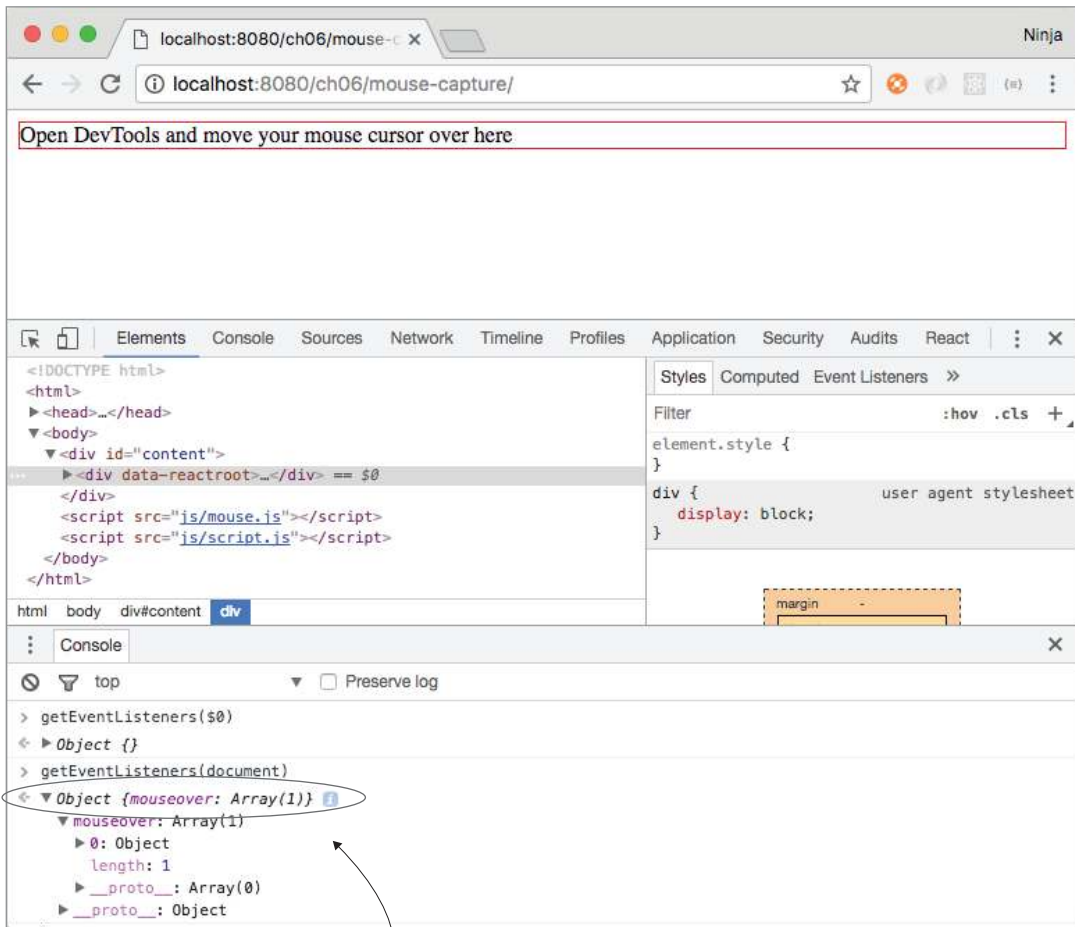 localhost:8080/ch06/mouse-c
Ninja
localhost:8080/ch06/mouse-capture/
Open DevTools and move your mouse cursor over here
Elements Console Sources Network Timeline Profiles Application Security Audits React
<!DOCTYPE html>
<html>
▶<head>…</head>
▼<body>
▼<div id="content">
… ▶<div data-reactroot>…</div> == $0
</div>
<script src="js/mouse.js"></script>
<script src="js/script.js"></script>
</body>
</html>
html body div#content div
Styles Computed Event Listeners »
Filter :hov .cls +
element.style {
}
div { user agent stylesheet
display: block;
}
margin -
Console
top ▼ Preserve log
> getEventListeners($0)
▶ Object {}
> getEventListeners(document)
▼ Object {mouseover: Array(1)}
▼ mouseover: Array(1)
▶ 0: Object
length: 1
▶ __proto__: Array(0)
▶ __proto__: Object